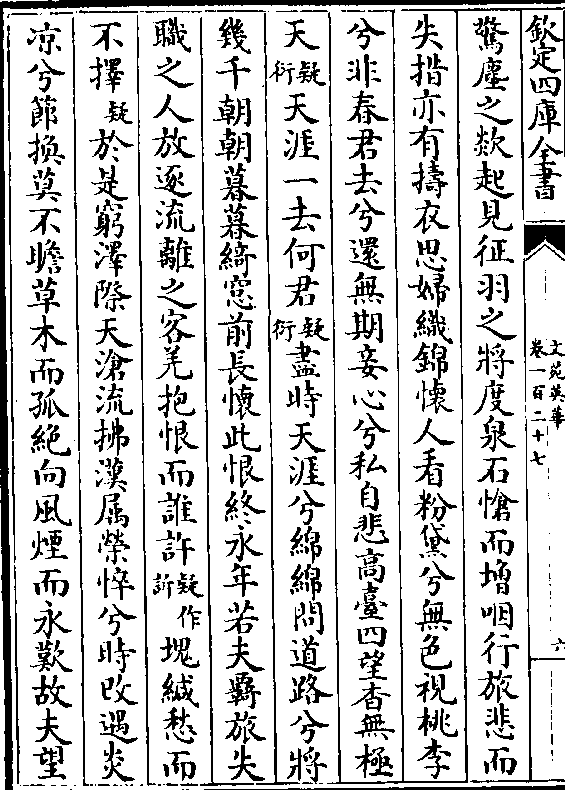 欽定四庫全書
文苑英華
卷一百二十七
六
驚塵之欻起見征羽之將度泉石愴而増咽行旅悲而
失措亦有擣衣思婦織錦懷人看粉黛兮無色視桃李
兮非春君去兮還無期妾心兮私自悲髙臺四望杳無極
天疑衍天涯一去何君疑衍盡時天涯兮綿綿問道路兮將
幾千朝朝暮暮綺窓前長懷此恨終永年若夫羈旅失
職之人放逐流離之客羌抱恨而誰許疑作訴塊緘愁而
不擇疑於是窮澤際天滄流拂漢屬榮悴兮時改遇炎
凉兮節換莫不瞻草木而孤絶向風煙而永歎故夫望